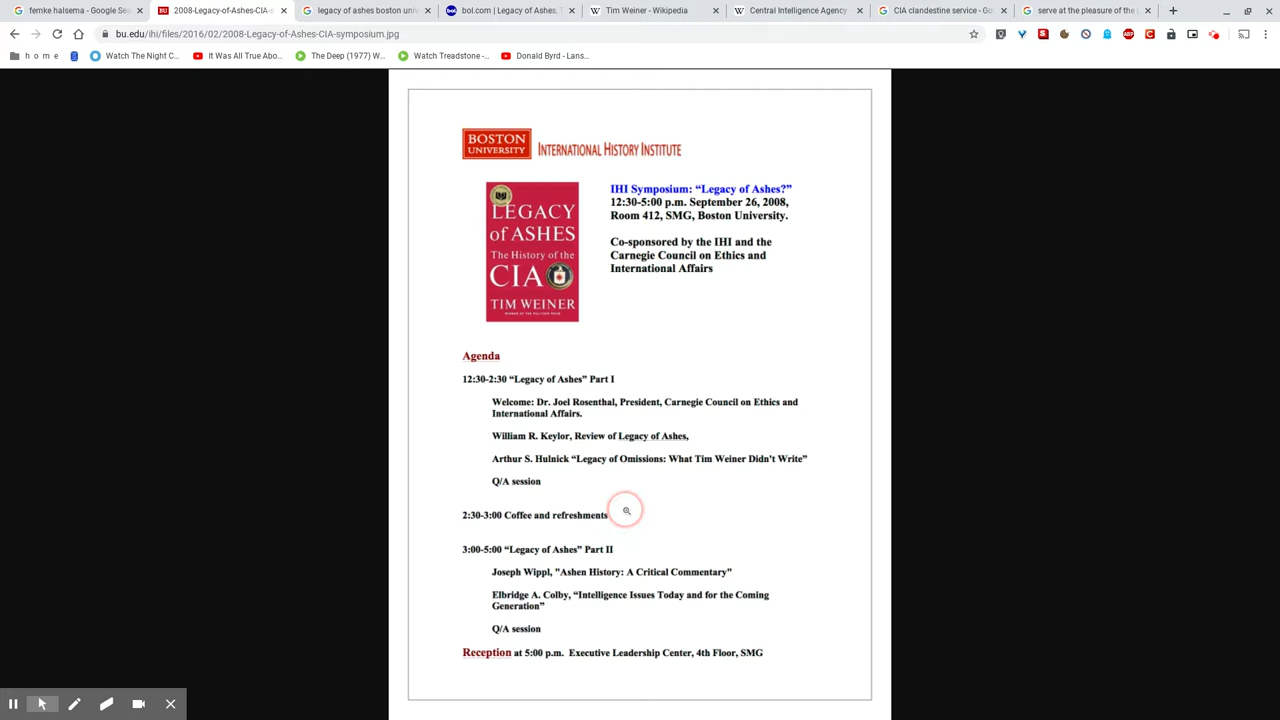 femke halsema - Google Sea
2008-Legacy-of-Ashes-CIA-s
legacy of ashes boston univ
bol.com | Legacy of Ashes, T
Tim Weiner - Wikipedia
Central Intelligence Agency
CIA clandestine service - Goo
serve at the pleasure of the p
bu.edu/ihi/files/2016/02/2008-Legacy-of-Ashes-CIA-symposium.jpg
h o m e
Watch The Night C...
It Was All True Abo...
The Deep (1977) W...
Watch Treadstone -...
Donald Byrd - Lans...
BOSTON
UNIVERSITY
INTERNATIONAL HISTORY INSTITUTE
LEGACY
of ASHES
The History of the
CIA
TIM WEINER
WINNER OF THE PULITZER PRIZE
IHI Symposium: “Legacy of Ashes?”
12:30-5:00 p.m. September 26, 2008,
Room 412, SMG, Boston University.
Co-sponsored by the IHI and the
Carnegie Council on Ethics and
International Affairs
Agenda
12:30-2:30 “Legacy of Ashes” Part I
Welcome: Dr. Joel Rosenthal, President, Carnegie Council on Ethics and
International Affairs.
William R. Keylor, Review of Legacy of Ashes,
Arthur S. Hulnick “Legacy of Omissions: What Tim Weiner Didn't Write”
Q/A session
2:30-3:00 Coffee and refreshments
3:00-5:00 “Legacy of Ashes” Part II
Joseph Wippl, "Ashen History: A Critical Commentary”
Elbridge A. Colby, “Intelligence Issues Today and for the Coming
Generation”
Q/A session
Reception at 5:00 p.m. Executive Leadership Center, 4th Floor, SMG